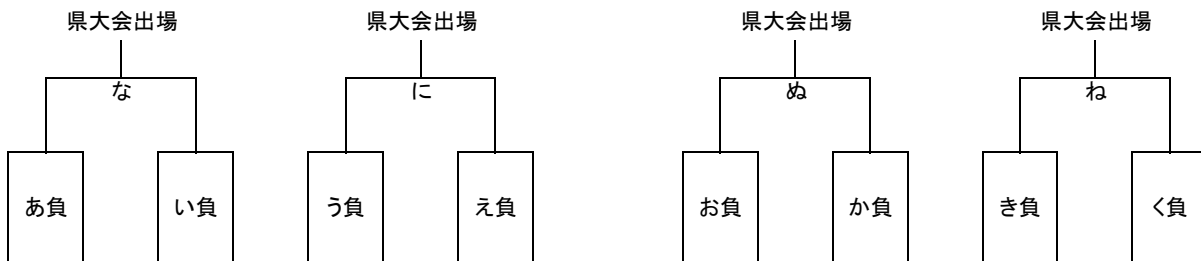 県大会出場 県大会出場 県大会出場 県大会出場
な に ぬ ね
あ負 い負 う負 え負 お負 か負 き負 く負